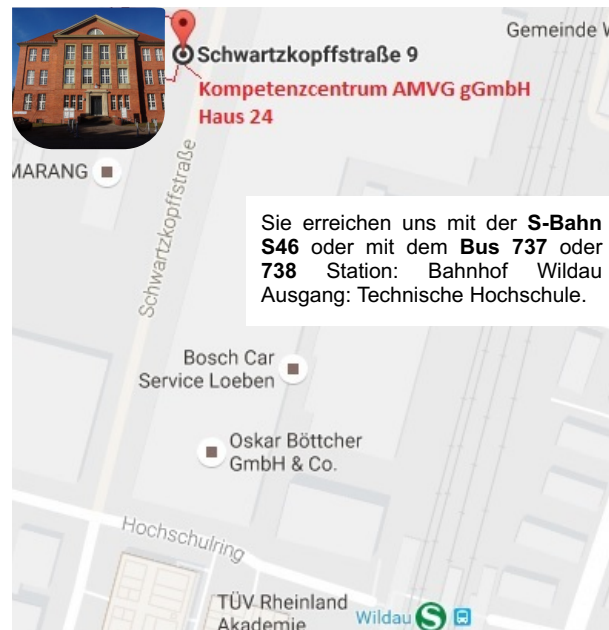 Gemeinde W
Schwartzkopffstraße 9
Kompetenzcentrum AMVG gGmbH
Haus 24
MARANG
Schwartzkopffstraße
Sie erreichen uns mit der S-Bahn
S46 oder mit dem Bus 737 oder
738 Station: Bahnhof Wildau
Ausgang: Technische Hochschule.
Bosch Car
Service Loeben
Oskar Böttcher
GmbH & Co.
Hochschulring
TÜV Rheinland
Akademie
Wildau S